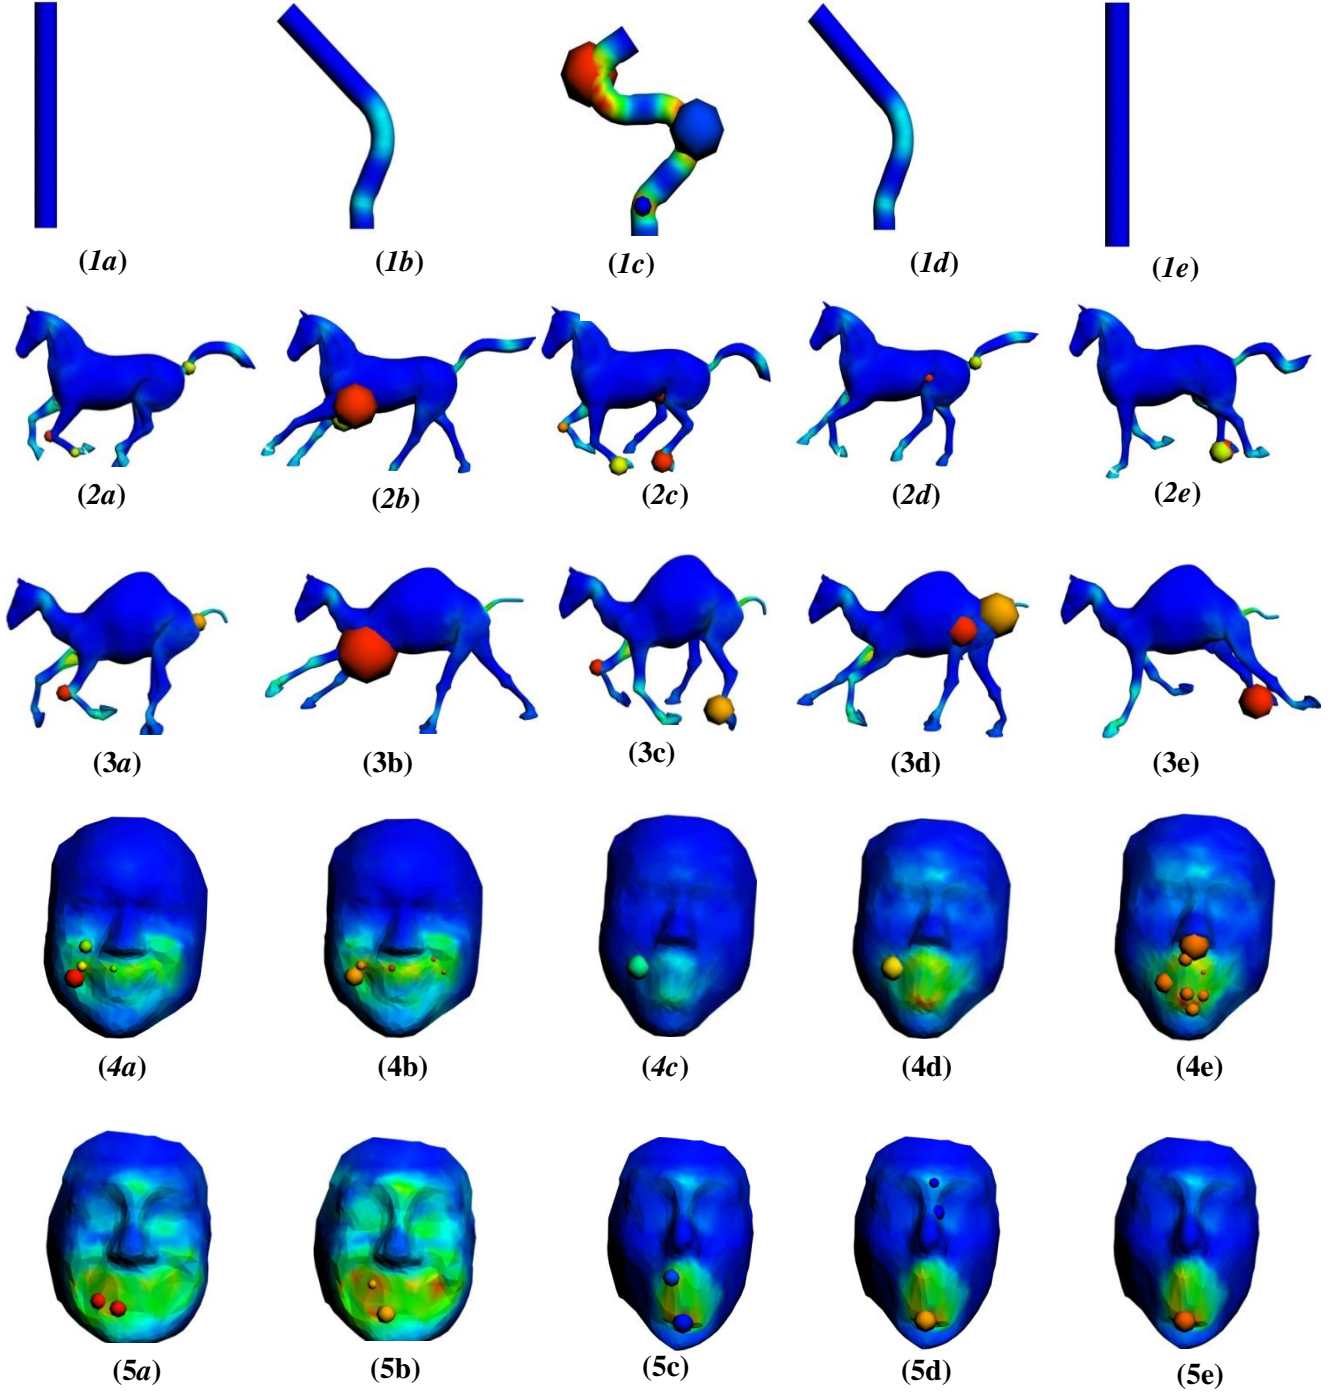 (1a) (1b) (1c) (1d) (1e)
(2a) (2b) (2c) (2d) (2e)
(3a) (3b) (3c) (3d) (3e)
(4a) (4b) (4c) (4d) (4e)
(5a) (5b) (5c) (5d) (5e)